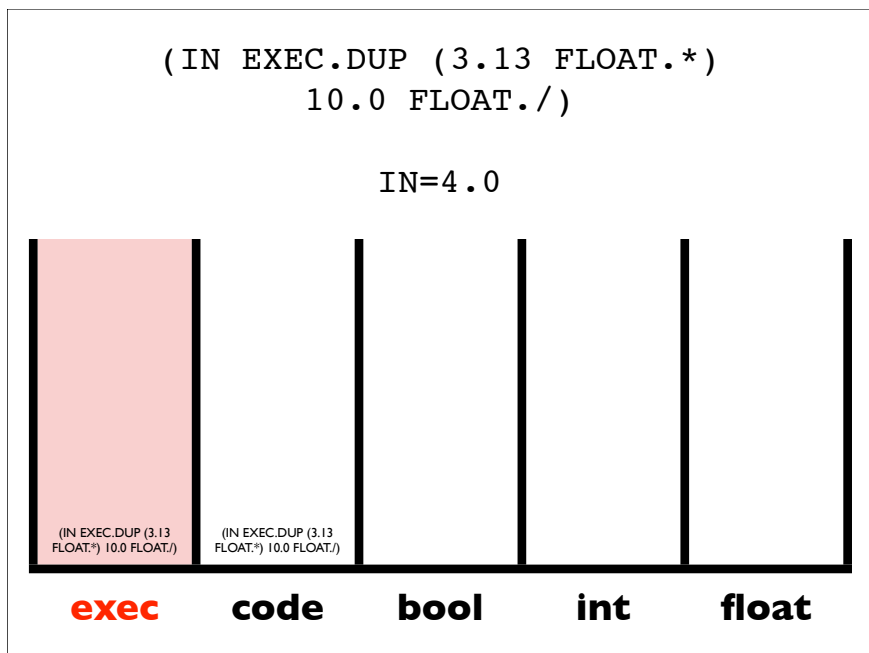 (IN EXEC.DUP (3.13 FLOAT.*)
10.0 FLOAT./)
IN=4.0
(IN EXEC.DUP (3.13
FLOAT.*) 10.0 FLOAT./)
(IN EXEC.DUP (3.13
FLOAT.*) 10.0 FLOAT./)
exec code bool int float